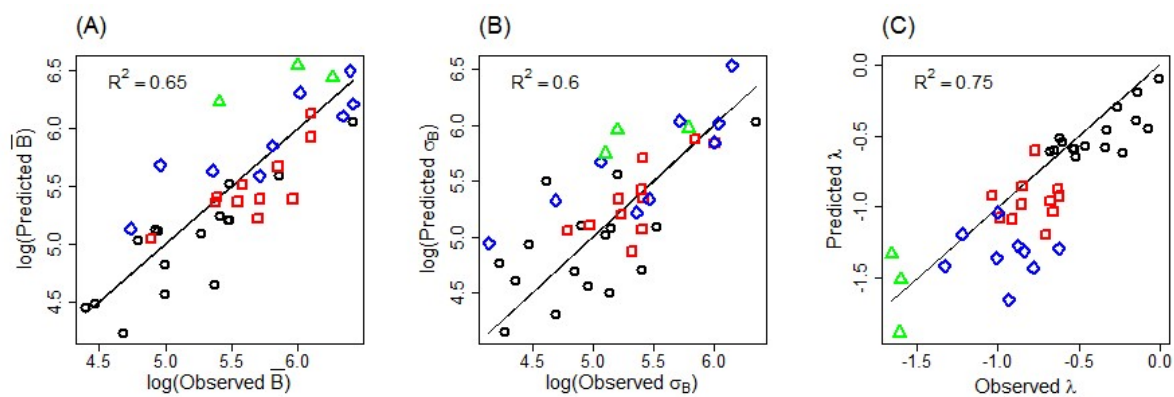 (A)
R² = 0.65
log(Predicted B̅)
6.5
6.0
5.5
5.0
4.5
4.5 5.0 5.5 6.0
log(Observed B̅)
(B)
R² = 0.6
log(Predicted σB)
6.5
6.0
5.5
5.0
4.5
4.5 5.0 5.5 6.0
log(Observed σB)
(C)
R² = 0.75
Predicted λ
0.0
-0.5
-1.0
-1.5
-1.5 -1.0 -0.5 0.0
Observed λ